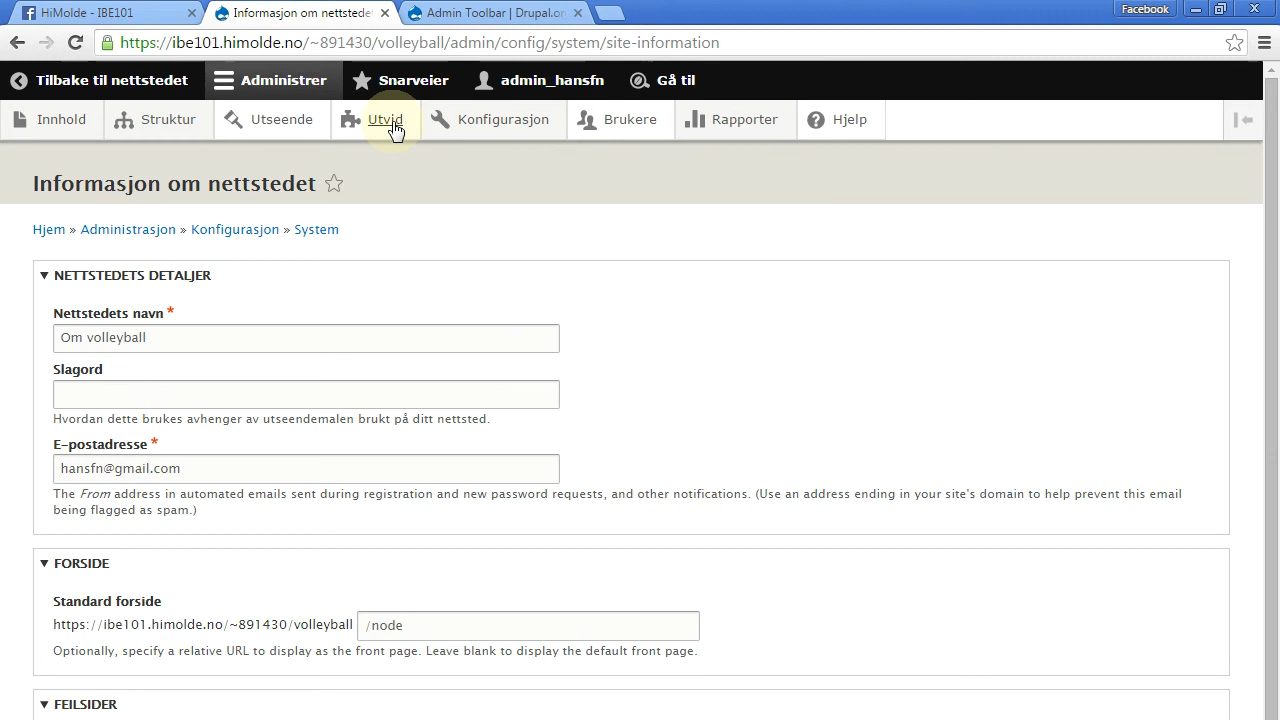 HiMolde - IBE101
Informasjon om nettstedet
Admin Toolbar | Drupal.or
Facebook
https://ibe101.himolde.no/~891430/volleyball/admin/config/system/site-information
Tilbake til nettstedet Administrer Snarveier admin_hansfn Gå til
Innhold Struktur Utseende Utvid Konfigurasjon Brukere Rapporter Hjelp
Informasjon om nettstedet
Hjem » Administrasjon » Konfigurasjon » System
NETTSTEDETS DETALJER
Nettstedets navn *
Om volleyball
Slagord
Hvordan dette brukes avhenger av utseendemalen brukt på ditt nettsted.
E-postadresse *
hansfn@gmail.com
The From address in automated emails sent during registration and new password requests, and other notifications. (Use an address ending in your site's domain to help prevent this email
being flagged as spam.)
FORSIDE
Standard forside
https://ibe101.himolde.no/~891430/volleyball /node
Optionally, specify a relative URL to display as the front page. Leave blank to display the default front page.
FEILSIDER